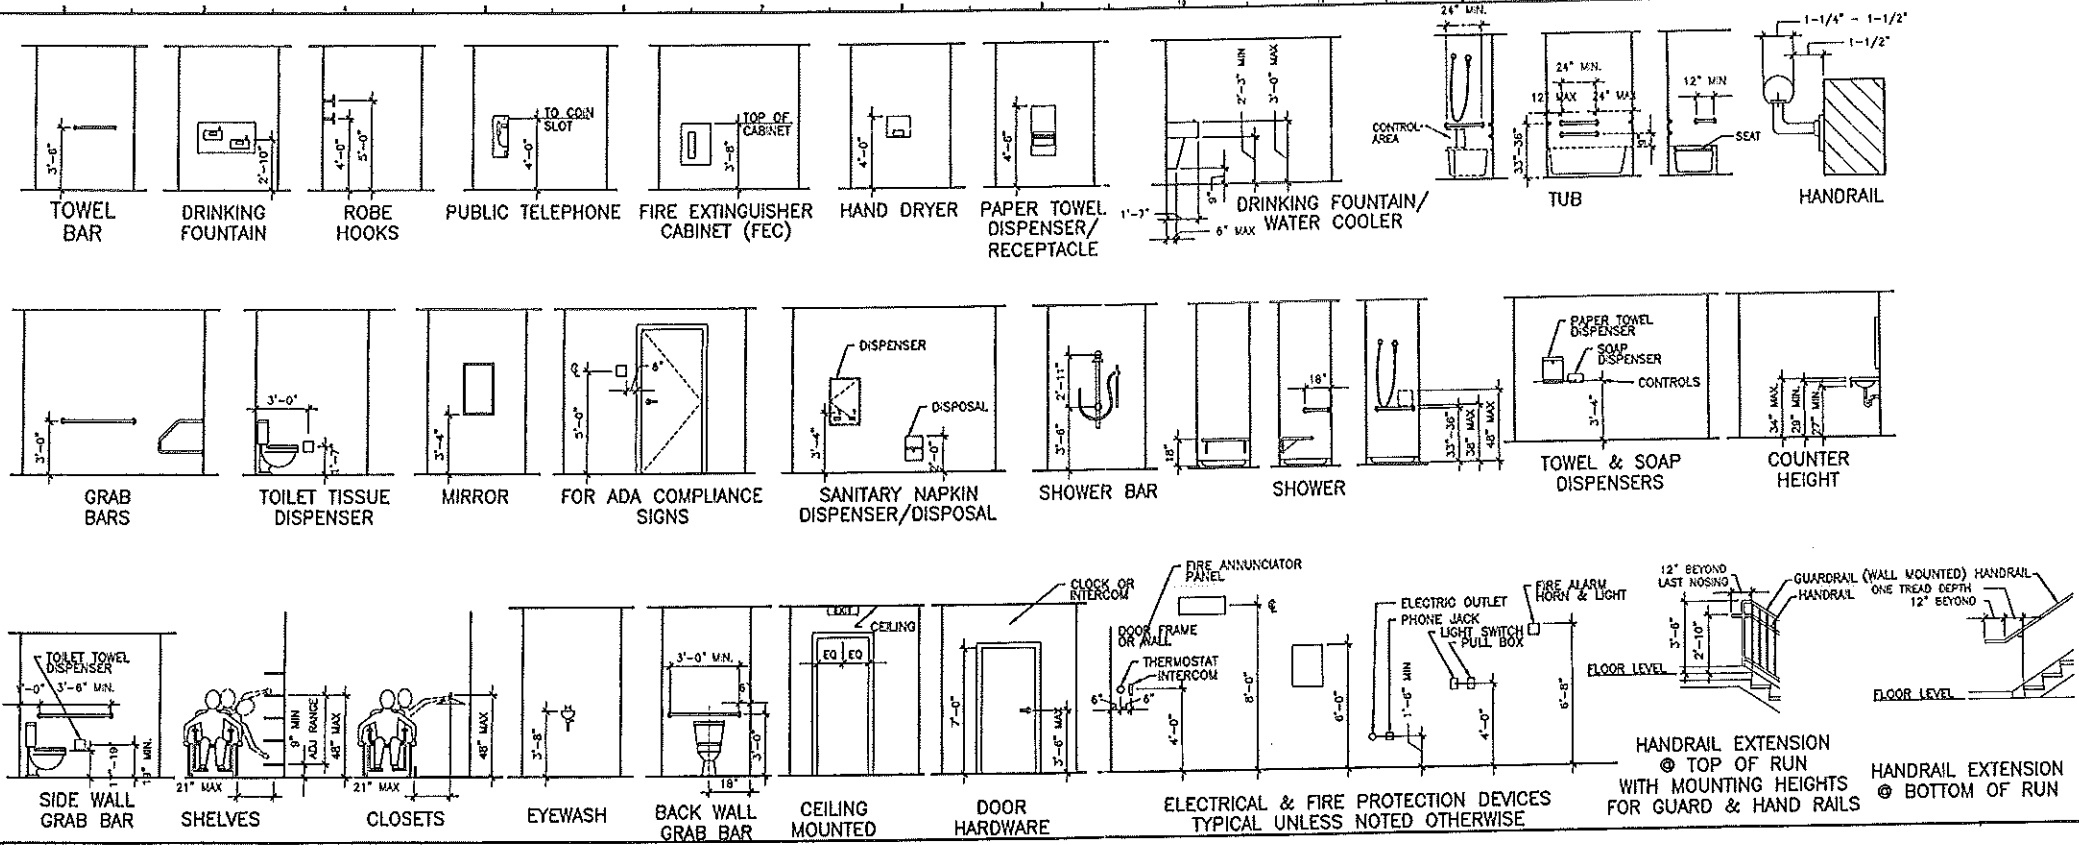 3'-6"
TOWEL
BAR
2'-10"
DRINKING
FOUNTAIN
4'-0"
5'-0"
ROBE
HOOKS
TO COIN
SLOT
4'-0"
PUBLIC TELEPHONE
TOP OF
CABINET
3'-8"
FIRE EXTINGUISHER
CABINET (FEC)
4'-0"
HAND DRYER
4'-6"
PAPER TOWEL
DISPENSER/
RECEPTACLE
2'-3" MIN
3'-0" MAX
9"
1'-7"
6" MAX
DRINKING FOUNTAIN/
WATER COOLER
24" MIN.
CONTROL
AREA
24" MIN.
12" MAX
24" MAX
33"-36"
9"
12" MIN
SEAT
TUB
1-1/4" - 1-1/2"
1-1/2"
HANDRAIL
3'-0"
GRAB
BARS
3'-0"
1'-7"
TOILET TISSUE
DISPENSER
3'-4"
MIRROR
8"
5'-0"
FOR ADA COMPLIANCE
SIGNS
DISPENSER
DISPOSAL
3'-4"
2'-0"
SANITARY NAPKIN
DISPENSER/DISPOSAL
2'-11"
3'-6"
SHOWER BAR
18"
18"
33"-36"
38" MAX
48" MAX
SHOWER
PAPER TOWEL
DISPENSER
SOAP
DISPENSER
CONTROLS
3'-4"
TOWEL & SOAP
DISPENSERS
34" MAX.
29" MIN.
27" MIN.
COUNTER
HEIGHT
TOILET TOWEL
DISPENSER
1'-0"
3'-6" MIN.
19" MIN.
SIDE WALL
GRAB BAR
9" MIN
ADJ RANGE
48" MAX
21" MAX
SHELVES
48" MAX
21" MAX
CLOSETS
3'-8"
EYEWASH
3'-0" MIN.
6"
3'-0"
18"
BACK WALL
GRAB BAR
EXIT
CEILING
EQ EQ
CEILING
MOUNTED
CLOCK OR
INTERCOM
7'-0"
3'-6" MAX
DOOR
HARDWARE
FIRE ANNUNCIATOR
PANEL
DOOR FRAME
OR WALL
THERMOSTAT
INTERCOM
6"
6"
4'-0"
8'-0"
6'-0"
ELECTRIC OUTLET
PHONE JACK
LIGHT SWITCH
PULL BOX
1'-6" MIN
4'-0"
FIRE ALARM
HORN & LIGHT
6'-8"
ELECTRICAL & FIRE PROTECTION DEVICES
TYPICAL UNLESS NOTED OTHERWISE
12" BEYOND
LAST NOSING
GUARDRAIL
HANDRAIL
3'-6"
2'-10"
FLOOR LEVEL
HANDRAIL EXTENSION
@ TOP OF RUN
WITH MOUNTING HEIGHTS
FOR GUARD & HAND RAILS
(WALL MOUNTED) HANDRAIL
ONE TREAD DEPTH
12" BEYOND
FLOOR LEVEL
HANDRAIL EXTENSION
@ BOTTOM OF RUN